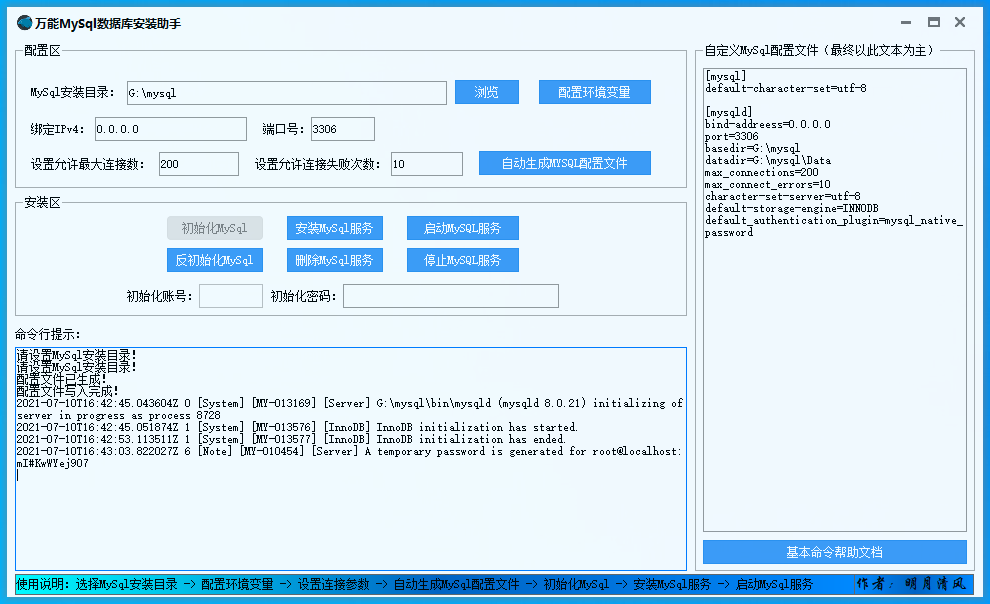 万能MySql数据库安装助手
配置区
MySql安装目录: G:\mysql 浏览 配置环境变量
绑定IPv4: 0.0.0.0 端口号: 3306
设置允许最大连接数: 200 设置允许连接失败次数: 10 自动生成MYSQL配置文件
安装区
初始化MySql 安装MySql服务 启动MySQL服务
反初始化MySql 删除MySql服务 停止MySQL服务
初始化账号: 初始化密码:
命令行提示:
请设置MySql安装目录!
请设置MySql安装目录!
配置文件已生成!
配置文件写入完成!
2021-07-10T16:42:45.043604Z 0 [System] [MY-013169] [Server] G:\mysql\bin\mysqld (mysqld 8.0.21) initializing of
server in progress as process 8728
2021-07-10T16:42:45.051874Z 1 [System] [MY-013576] [InnoDB] InnoDB initialization has started.
2021-07-10T16:42:53.113511Z 1 [System] [MY-013577] [InnoDB] InnoDB initialization has ended.
2021-07-10T16:43:03.822027Z 6 [Note] [MY-010454] [Server] A temporary password is generated for root@localhost:
mI#KwWYej9O7
自定义MySql配置文件（最终以此文本为主）
[mysql]
default-character-set=utf-8
[mysqld]
bind-addreess=0.0.0.0
port=3306
basedir=G:\mysql
datadir=G:\mysql\Data
max_connections=200
max_connect_errors=10
character-set-server=utf-8
default-storage-engine=INNODB
default_authentication_plugin=mysql_native_
password
基本命令帮助文档
使用说明: 选择MySql安装目录 -> 配置环境变量 -> 设置连接参数 -> 自动生成MySql配置文件 -> 初始化MySql -> 安装MySql服务 -> 启动MySql服务 作者: 明月清风